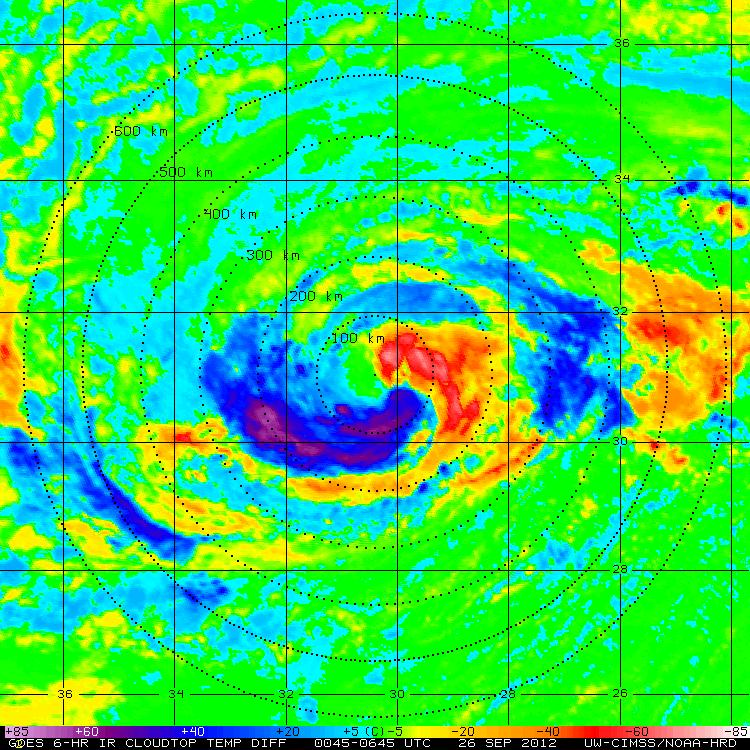 36
600 km
500 km
34
400 km
300 km
200 km
32
100 km
30
28
36 34 32 30 28 26
+85 +60 +40 +20 +5 (C) -5 -20 -40 -60 -85
GOES 6-HR IR CLOUDTOP TEMP DIFF 0045-0645 UTC 26 SEP 2012 UW-CIMSS/NOAA-HRD